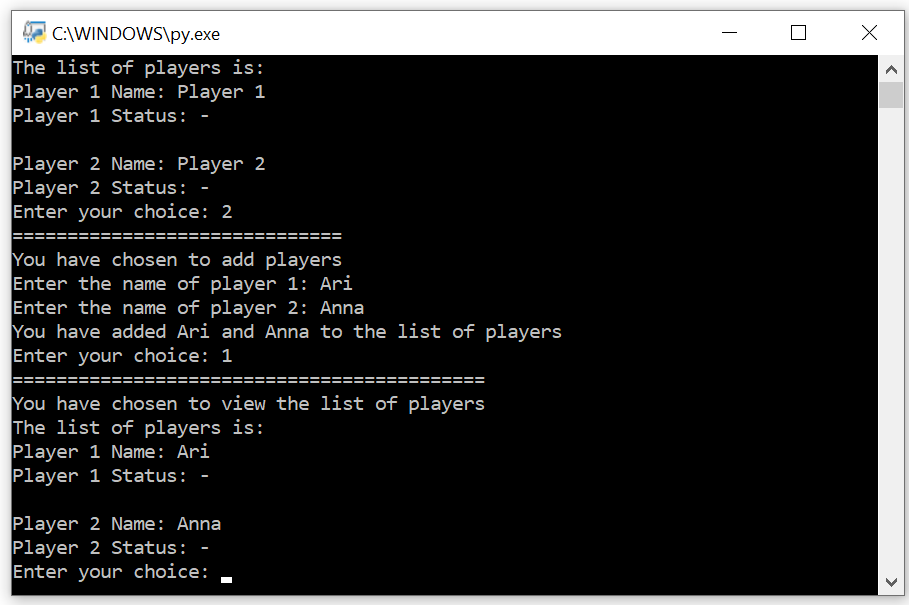 C:\WINDOWS\py.exe
The list of players is:
Player 1 Name: Player 1
Player 1 Status: -
Player 2 Name: Player 2
Player 2 Status: -
Enter your choice: 2
==============================
You have chosen to add players
Enter the name of player 1: Ari
Enter the name of player 2: Anna
You have added Ari and Anna to the list of players
Enter your choice: 1
===========================================
You have chosen to view the list of players
The list of players is:
Player 1 Name: Ari
Player 1 Status: -
Player 2 Name: Anna
Player 2 Status: -
Enter your choice: